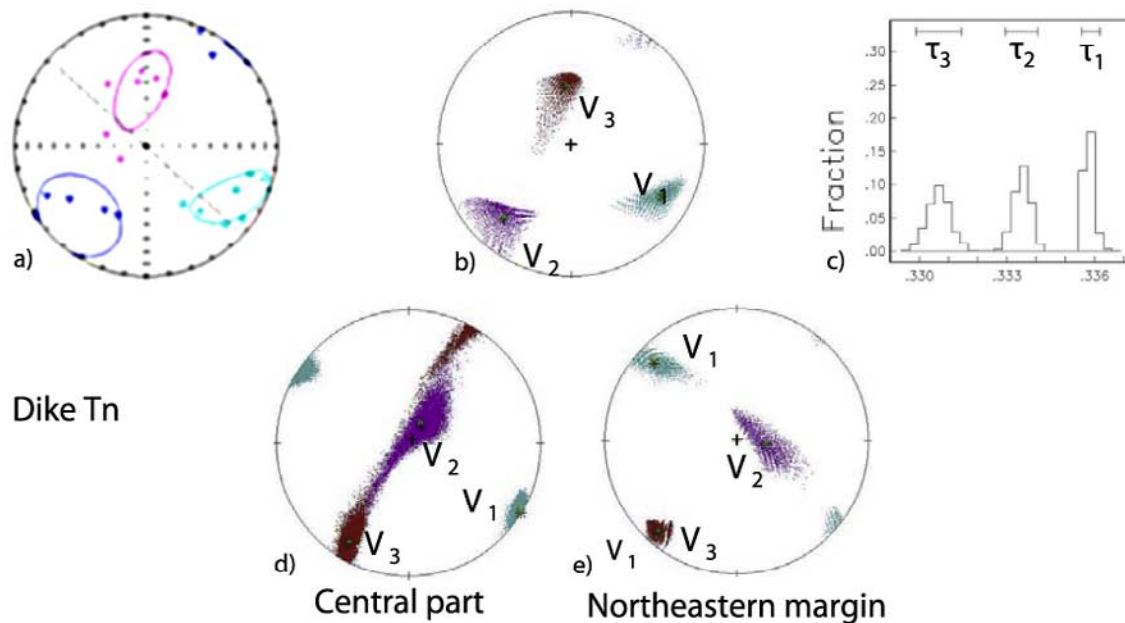 a)
V₃
V₁
V₂
b)
Fraction
.30
.25
.20
.15
.10
.05
.00
τ₃ τ₂ τ₁
.330 .333 .336
c)
Dike Tn
V₂
V₁
V₃
d)
Central part
V₁
V₂
V₃
V₁
e)
Northeastern margin